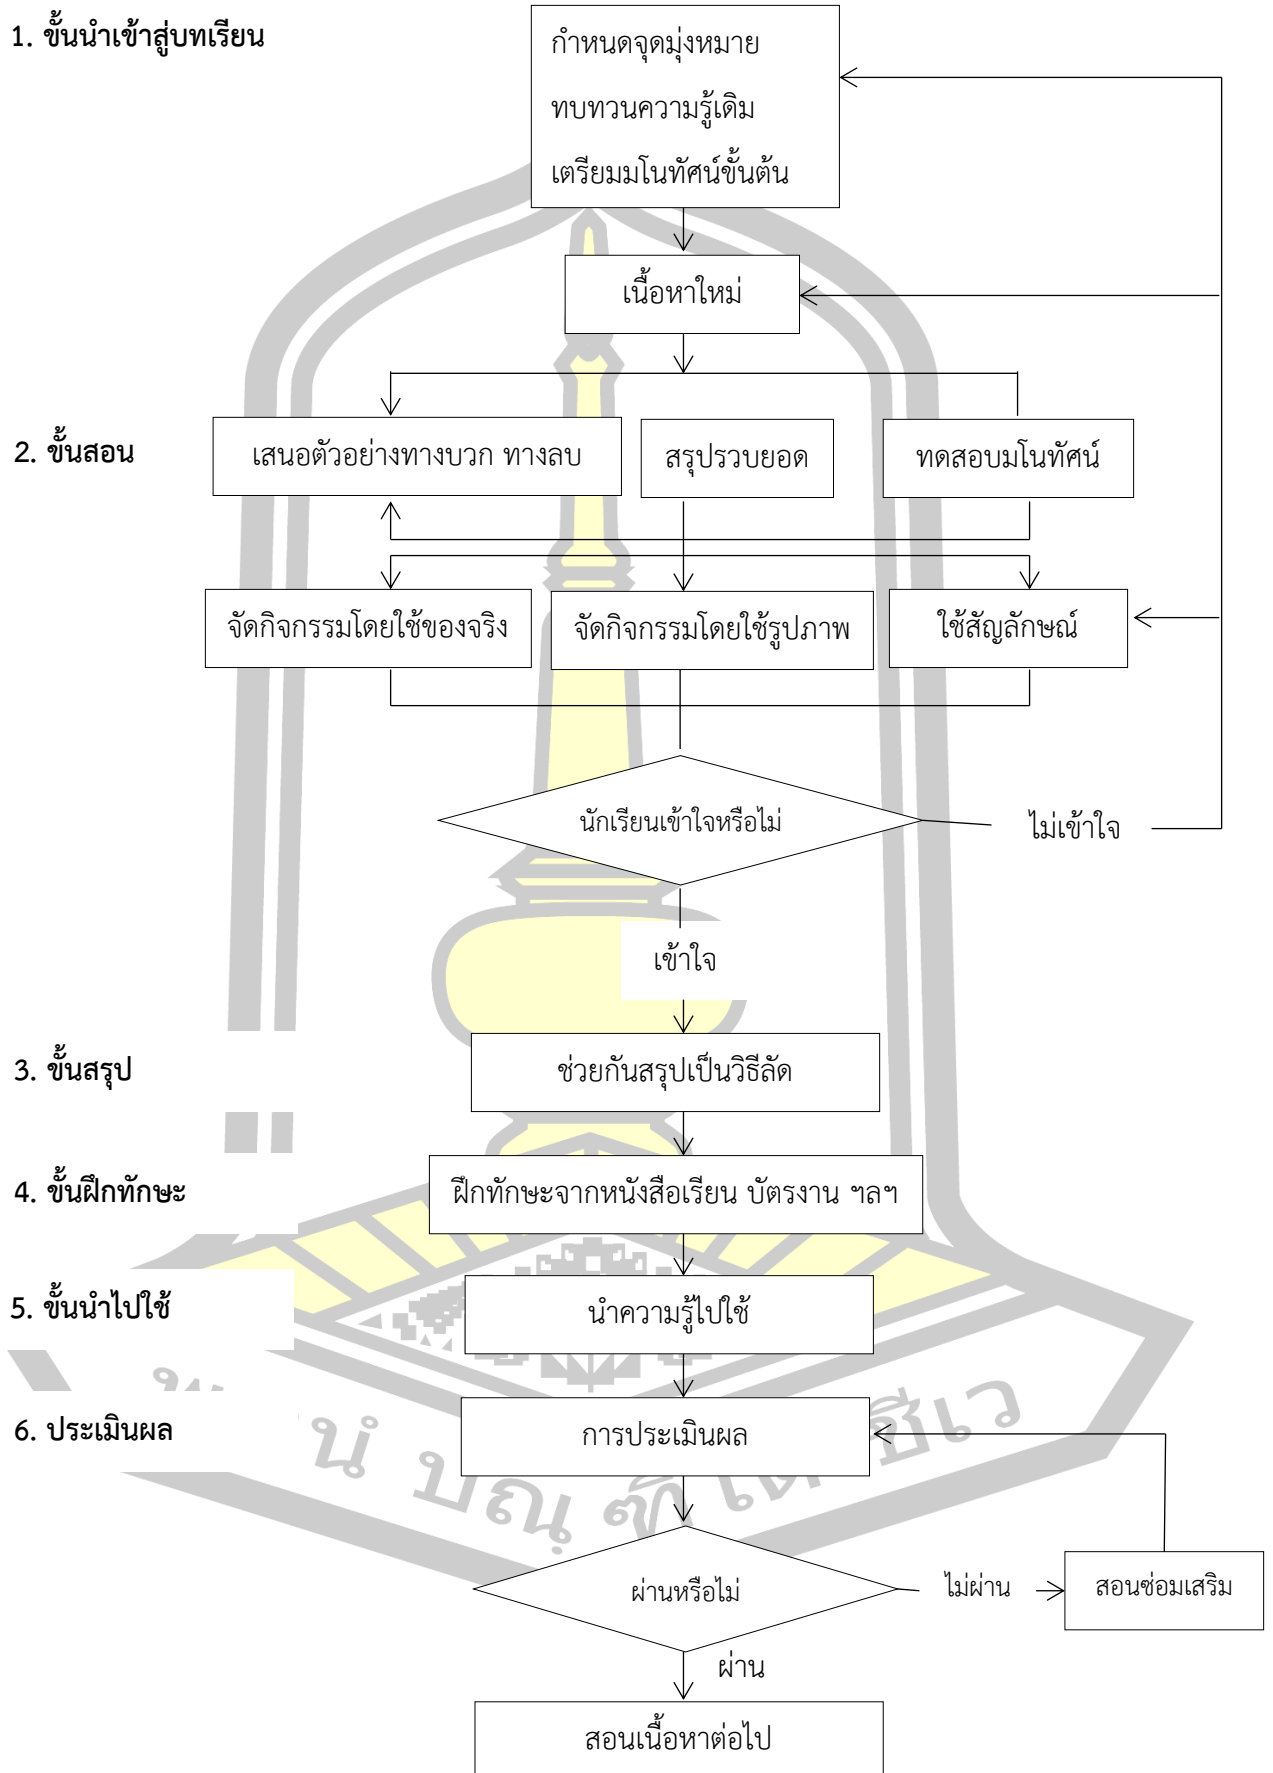 1. ขั้นนำเข้าสู่บทเรียน
กำหนดจุดมุ่งหมาย
ทบทวนความรู้เดิม
เตรียมมโนทัศน์ขั้นต้น
เนื้อหาใหม่
2. ขั้นสอน
เสนอตัวอย่างทางบวก ทางลบ
สรุปรวบยอด
ทดสอบมโนทัศน์
จัดกิจกรรมโดยใช้ของจริง
จัดกิจกรรมโดยใช้รูปภาพ
ใช้สัญลักษณ์
นักเรียนเข้าใจหรือไม่
ไม่เข้าใจ
เข้าใจ
3. ขั้นสรุป
ช่วยกันสรุปเป็นวิธีลัด
4. ขั้นฝึกทักษะ
ฝึกทักษะจากหนังสือเรียน บัตรงาน ฯลฯ
5. ขั้นนำไปใช้
นำความรู้ไปใช้
6. ประเมินผล
การประเมินผล
นํ ปณฺ ฑิ ชีเว
ผ่านหรือไม่
ไม่ผ่าน
สอนซ่อมเสริม
ผ่าน
สอนเนื้อหาต่อไป